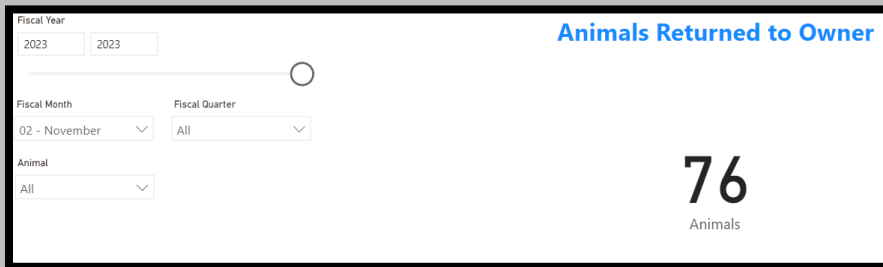 Fiscal Year
Animals Returned to Owner
2023 2023
Fiscal Month Fiscal Quarter
02 - November All
Animal
All
76
Animals